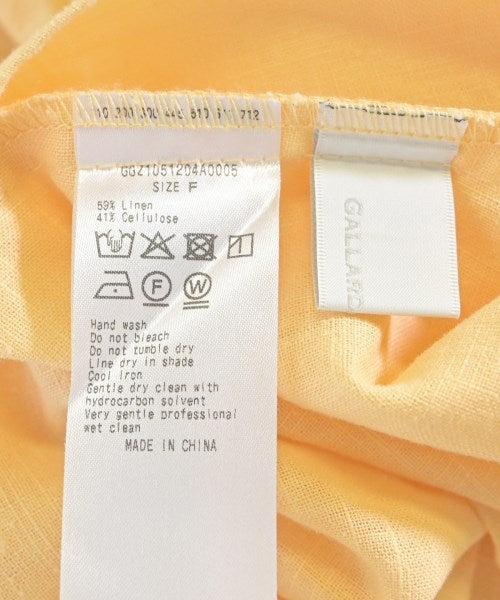 GGZ1051204A0005
SIZE F
59% Linen
41% Cellulose
F W
Hand wash
Do not bleach
Do not tumble dry
Line dry in shade
Cool Iron
Gentle dry clean with
hydrocarbon solvent
Very gentle professional
wet clean
MADE IN CHINA
GALLARD